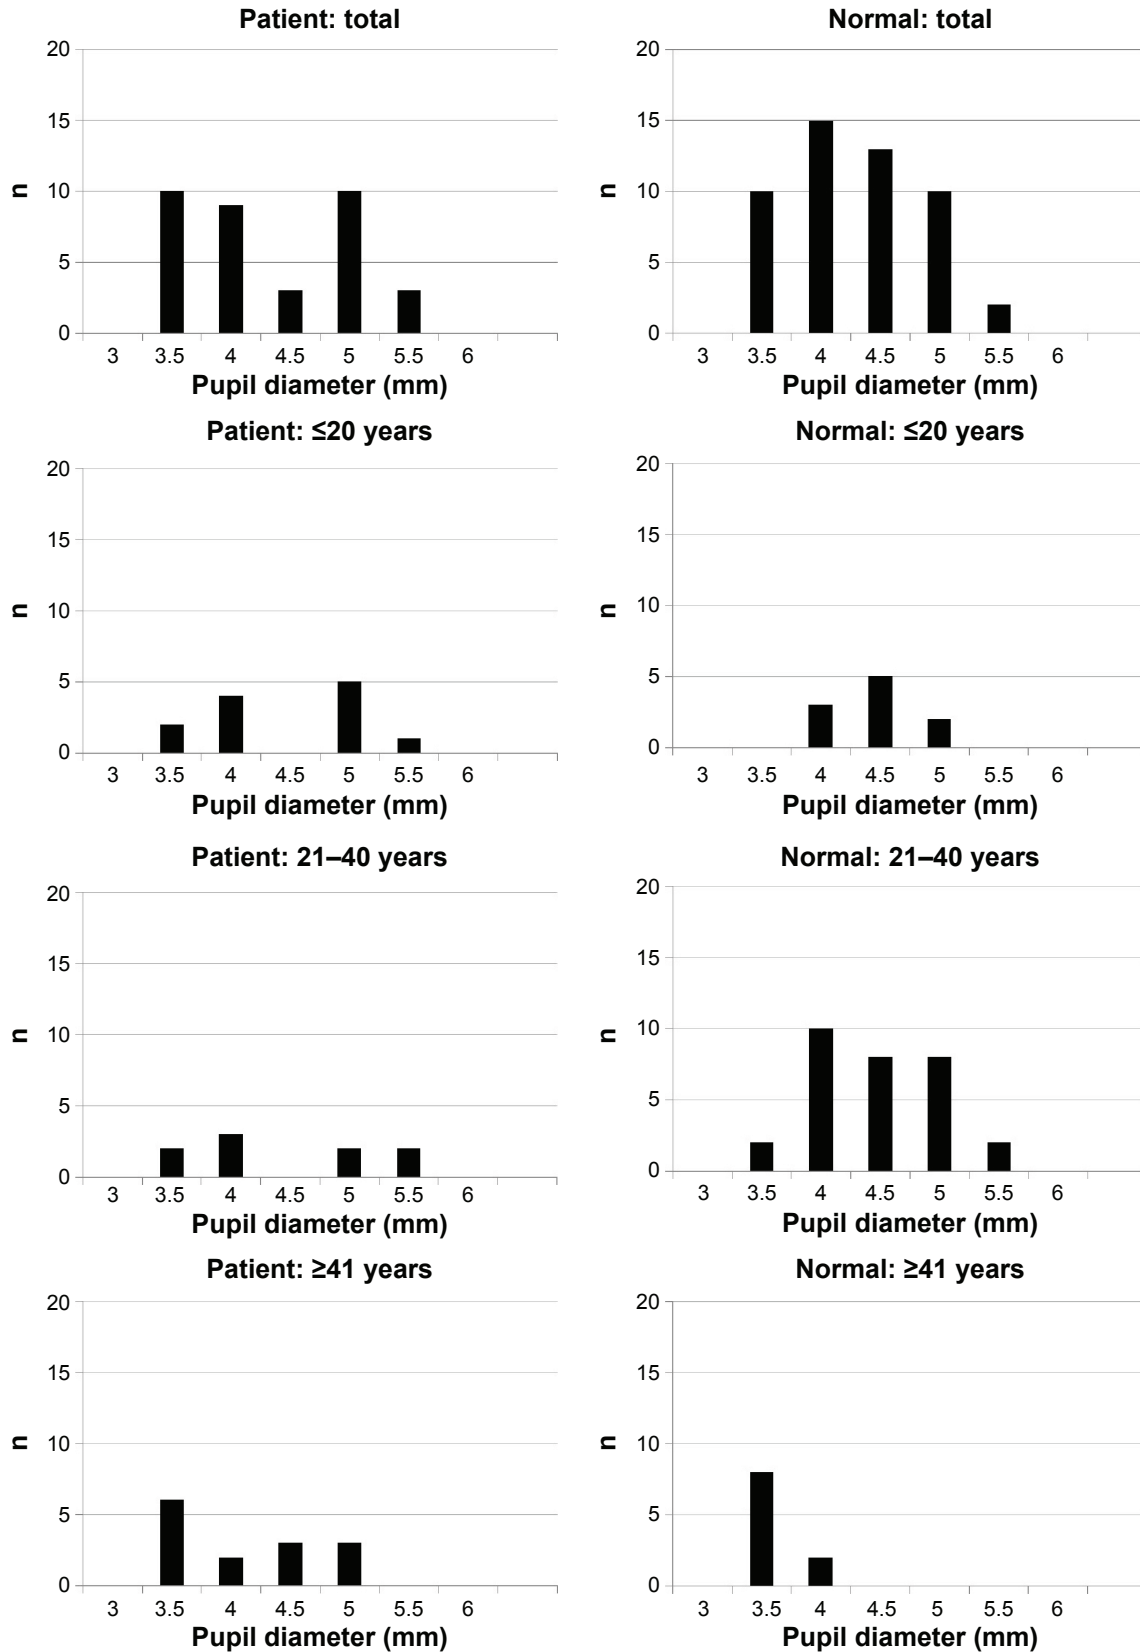 Patient: total
20
15
10
5
0
n
3 3.5 4 4.5 5 5.5 6
Pupil diameter (mm)
Normal: total
20
15
10
5
0
n
3 3.5 4 4.5 5 5.5 6
Pupil diameter (mm)
Patient: ≤20 years
20
15
10
5
0
n
3 3.5 4 4.5 5 5.5 6
Pupil diameter (mm)
Normal: ≤20 years
20
15
10
5
0
n
3 3.5 4 4.5 5 5.5 6
Pupil diameter (mm)
Patient: 21–40 years
20
15
10
5
0
n
3 3.5 4 4.5 5 5.5 6
Pupil diameter (mm)
Normal: 21–40 years
20
15
10
5
0
n
3 3.5 4 4.5 5 5.5 6
Pupil diameter (mm)
Patient: ≥41 years
20
15
10
5
0
n
3 3.5 4 4.5 5 5.5 6
Pupil diameter (mm)
Normal: ≥41 years
20
15
10
5
0
n
3 3.5 4 4.5 5 5.5 6
Pupil diameter (mm)